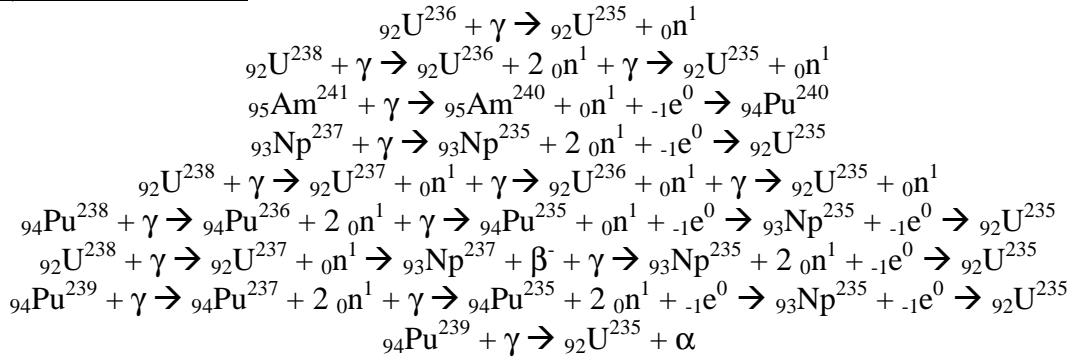 ₉₂U²³⁶ + γ → ₉₂U²³⁵ + ₀n¹
₉₂U²³⁸ + γ → ₉₂U²³⁶ + 2 ₀n¹ + γ → ₉₂U²³⁵ + ₀n¹
₉₅Am²⁴¹ + γ → ₉₅Am²⁴⁰ + ₀n¹ + ₋₁e⁰ → ₉₄Pu²⁴⁰
₉₃Np²³⁷ + γ → ₉₃Np²³⁵ + 2 ₀n¹ + ₋₁e⁰ → ₉₂U²³⁵
₉₂U²³⁸ + γ → ₉₂U²³⁷ + ₀n¹ + γ → ₉₂U²³⁶ + ₀n¹ + γ → ₉₂U²³⁵ + ₀n¹
₉₄Pu²³⁸ + γ → ₉₄Pu²³⁶ + 2 ₀n¹ + γ → ₉₄Pu²³⁵ + ₀n¹ + ₋₁e⁰ → ₉₃Np²³⁵ + ₋₁e⁰ → ₉₂U²³⁵
₉₂U²³⁸ + γ → ₉₂U²³⁷ + ₀n¹ → ₉₃Np²³⁷ + β⁻ + γ → ₉₃Np²³⁵ + 2 ₀n¹ + ₋₁e⁰ → ₉₂U²³⁵
₉₄Pu²³⁹ + γ → ₉₄Pu²³⁷ + 2 ₀n¹ + γ → ₉₄Pu²³⁵ + 2 ₀n¹ + ₋₁e⁰ → ₉₃Np²³⁵ + ₋₁e⁰ → ₉₂U²³⁵
₉₄Pu²³⁹ + γ → ₉₂U²³⁵ + α